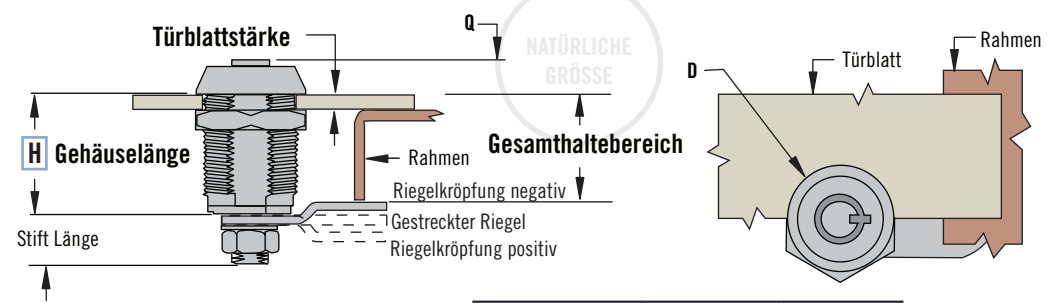 Q
Türblattstärke
NATÜRLICHE
GRÖSSE
Rahmen
Türblatt
D
H Gehäuselänge
Gesamthaltebereich
Rahmen
Riegelkröpfung negativ
Gestreckter Riegel
Stift Länge
Riegelkröpfung positiv